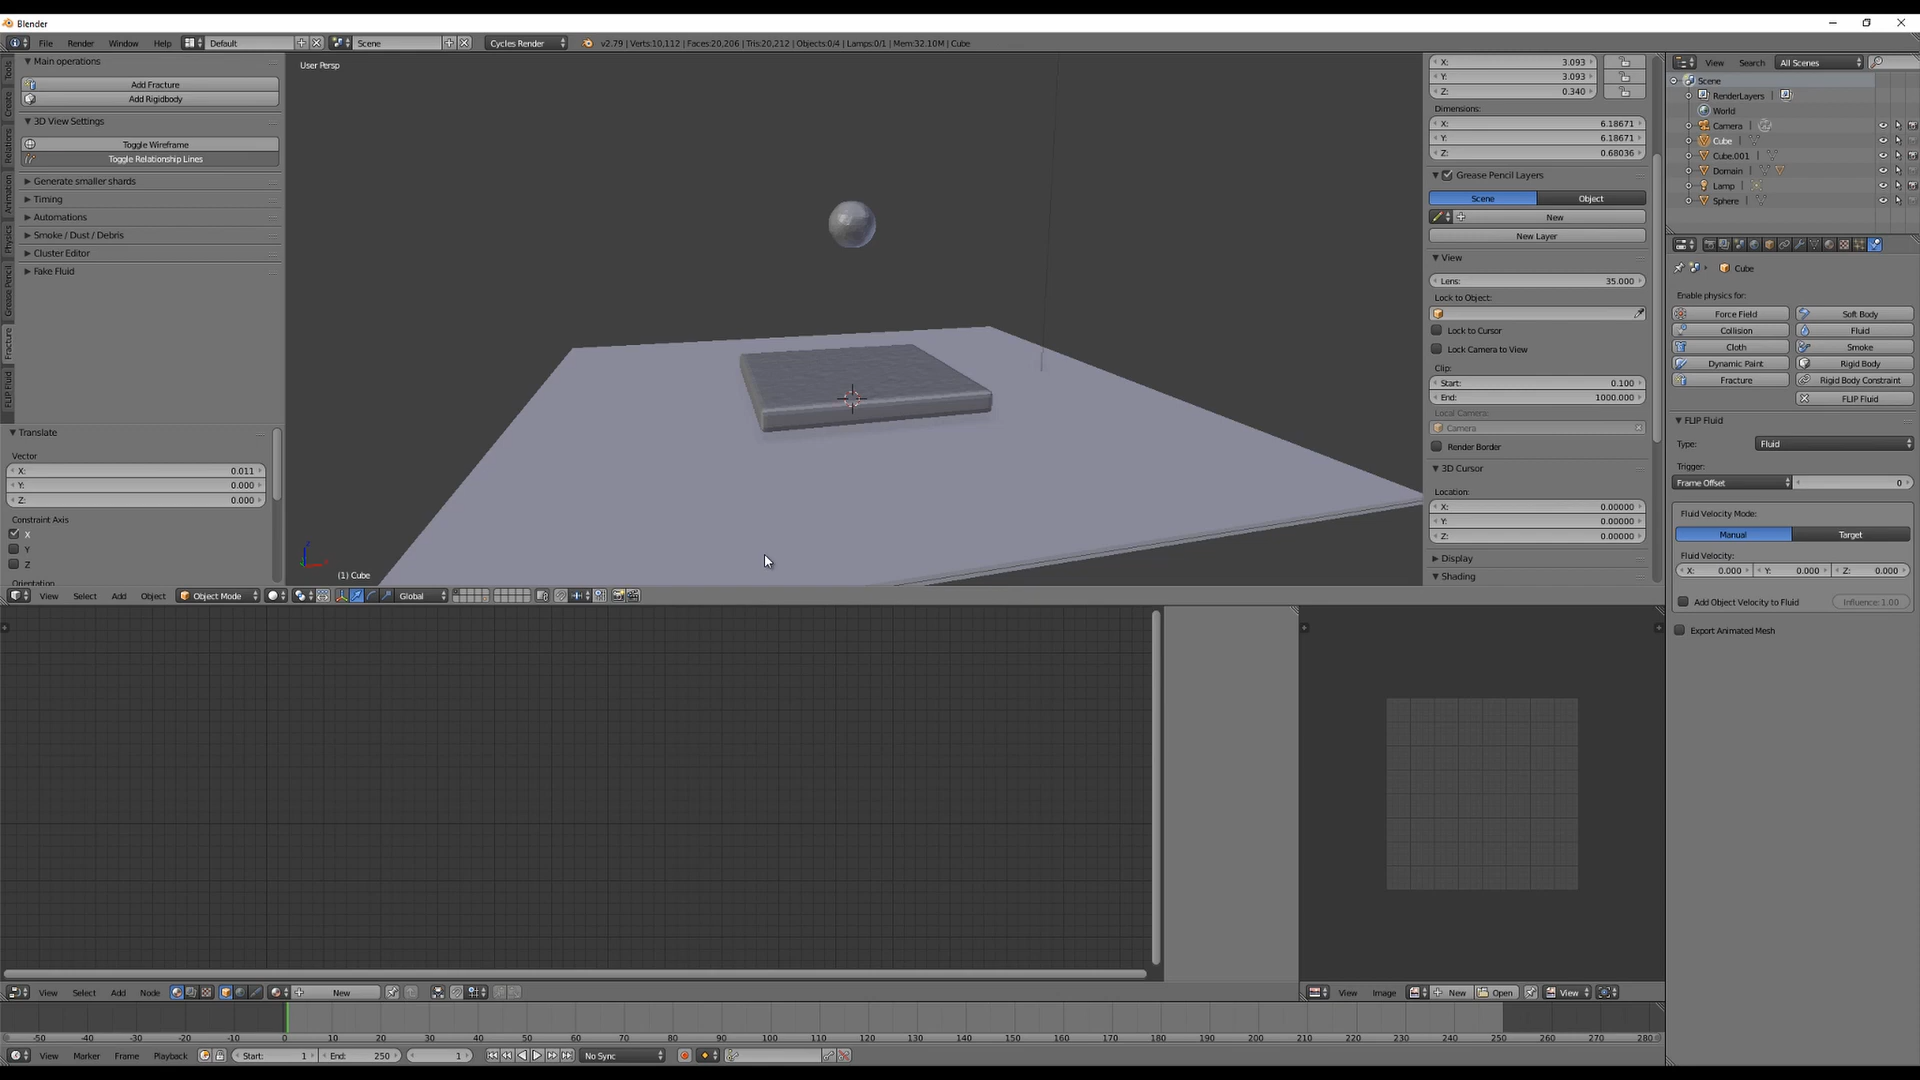 Blender
File Render Window Help Default Scene Cycles Render v2.79 | Verts:10,112 | Faces:20,206 | Tris:20,212 | Objects:0/4 | Lamps:0/1 | Mem:32.10M | Cube
Tools
Create
Relations
Animation
Physics
Grease Pencil
Fracture
FLIP Fluid
Main operations
Add Fracture
Add Rigidbody
3D View Settings
Toggle Wireframe
Toggle Relationship Lines
Generate smaller shards
Timing
Automations
Smoke / Dust / Debris
Cluster Editor
Fake Fluid
Translate
Vector
X: 0.011
Y: 0.000
Z: 0.000
Constraint Axis
X
Y
Z
Orientation
User Persp
(1) Cube
View Select Add Object Object Mode Global
X: 3.093
Y: 3.093
Z: 0.340
Dimensions:
X: 6.18671
Y: 6.18671
Z: 0.68036
Grease Pencil Layers
Scene Object
New
New Layer
View
Lens: 35.000
Lock to Object:
Lock to Cursor
Lock Camera to View
Clip:
Start: 0.100
End: 1000.000
Local Camera:
Camera
Render Border
3D Cursor
Location:
X: 0.00000
Y: 0.00000
Z: 0.00000
Display
Shading
View Search All Scenes
Scene
RenderLayers
World
Camera
Cube
Cube.001
Domain
Lamp
Sphere
Cube
Enable physics for:
Force Field Soft Body
Collision Fluid
Cloth Smoke
Dynamic Paint Rigid Body
Fracture Rigid Body Constraint
FLIP Fluid
FLIP Fluid
Type: Fluid
Trigger:
Frame Offset 0
Fluid Velocity Mode:
Manual Target
Fluid Velocity:
X: 0.000 Y: 0.000 Z: 0.000
Add Object Velocity to Fluid Influence: 1.00
Export Animated Mesh
View Select Add Node New
View Image New Open View
-50 -40 -30 -20 -10 0 10 20 30 40 50 60 70 80 90 100 110 120 130 140 150 160 170 180 190 200 210 220 230 240 250 260 270 280
View Marker Frame Playback Start: 1 End: 250 1 No Sync